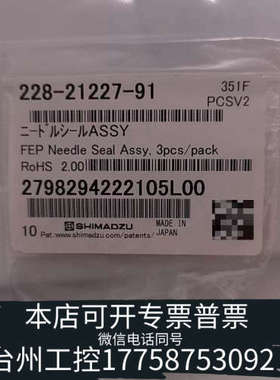 228-21227-91
351F
PCSV2
ニードルシールASSY
FEP Needle Seal Assy, 3pcs/pack
RoHS 2.00
2798294222105L00
SHIMADZU
MADE IN
JAPAN
10 Pat.www.shimadzu.com/patents/
本店可开专票普票
微信电话同号
台州工控17758753092